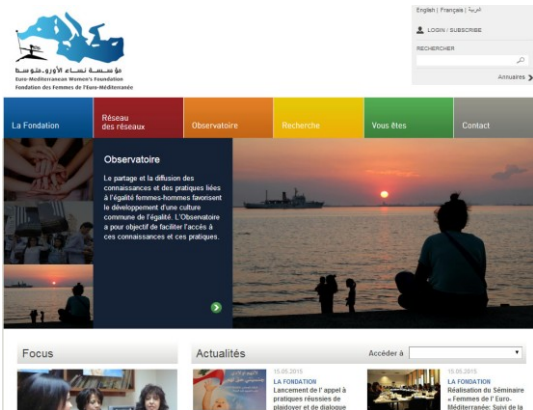 English | Français | عربية
LOGIN / SUBSCRIBE
RECHERCHER
Annuaires
مؤسسة نساء الأورو-متوسط
Euro-Mediterranean Women's Foundation
Fondation des Femmes de l'Euro-Méditerranée
La Fondation
Réseau
des réseaux
Observatoire
Recherche
Vous êtes
Contact
Observatoire
Le partage et la diffusion des
connaissances et des pratiques liées
à l'égalité femmes-hommes favorisent
le développement d'une culture
commune de l'égalité. L'Observatoire
a pour objectif de faciliter l'accès à
ces connaissances et ces pratiques.
Focus
Actualités
Accéder à
15.05.2015
LA FONDATION
Lancement de l' appel à
pratiques réussies de
plaidoyer et de dialogue
15.05.2015
LA FONDATION
Réalisation du Séminaire
« Femmes de l' Euro-
Méditerranée: Suivi de la